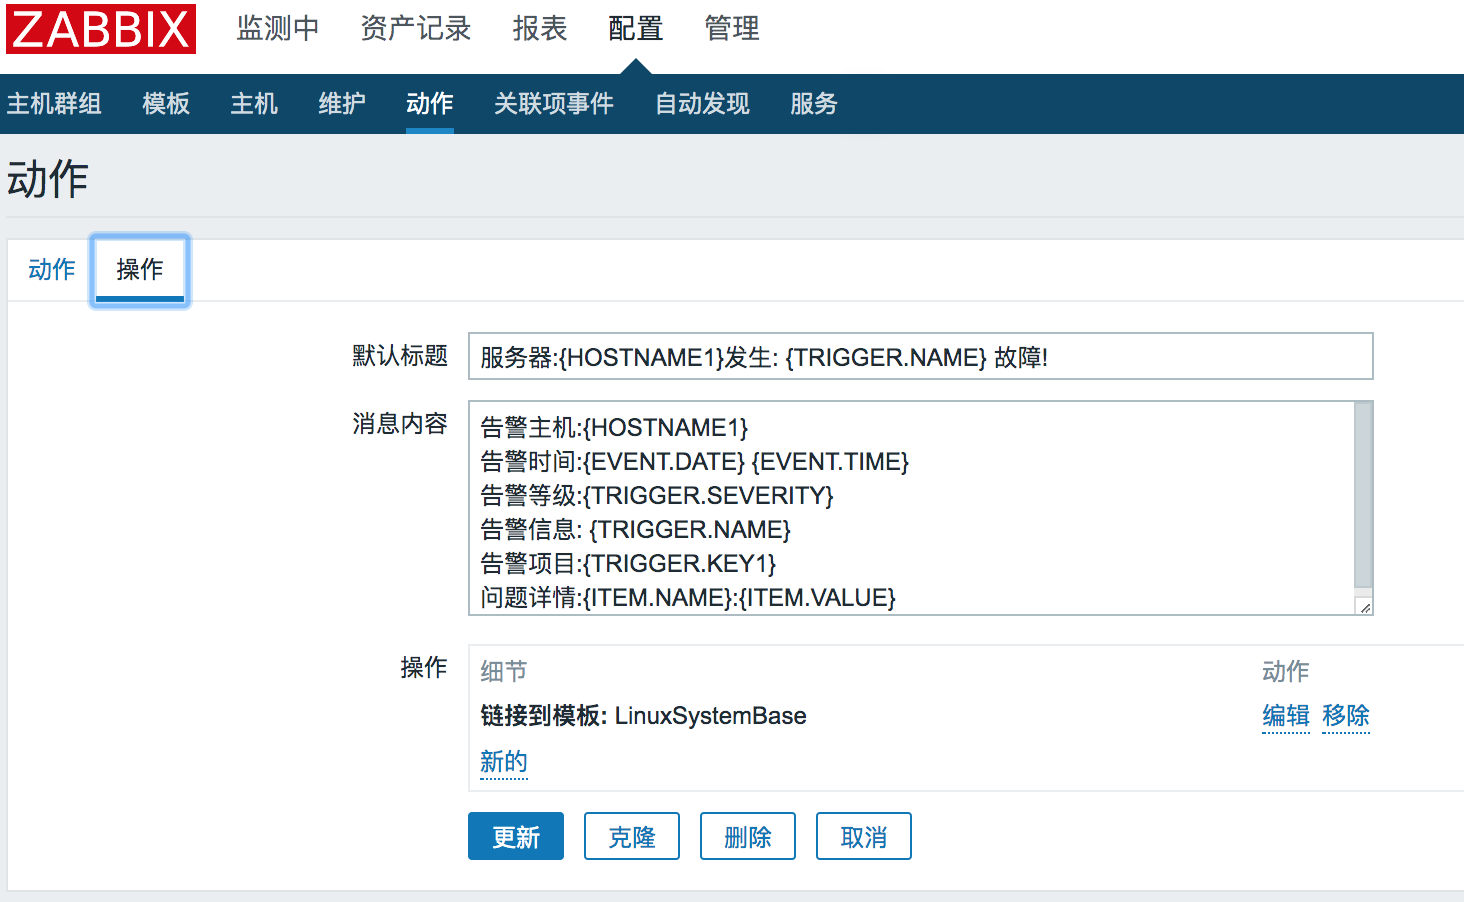 ZABBIX 监测中 资产记录 报表 配置 管理
主机群组 模板 主机 维护 动作 关联项事件 自动发现 服务
动作
动作 操作
默认标题 服务器:{HOSTNAME1}发生: {TRIGGER.NAME} 故障!
消息内容 告警主机:{HOSTNAME1}
告警时间:{EVENT.DATE} {EVENT.TIME}
告警等级:{TRIGGER.SEVERITY}
告警信息: {TRIGGER.NAME}
告警项目:{TRIGGER.KEY1}
问题详情:{ITEM.NAME}:{ITEM.VALUE}
操作 细节 动作
链接到模板: LinuxSystemBase 编辑 移除
新的
更新 克隆 删除 取消